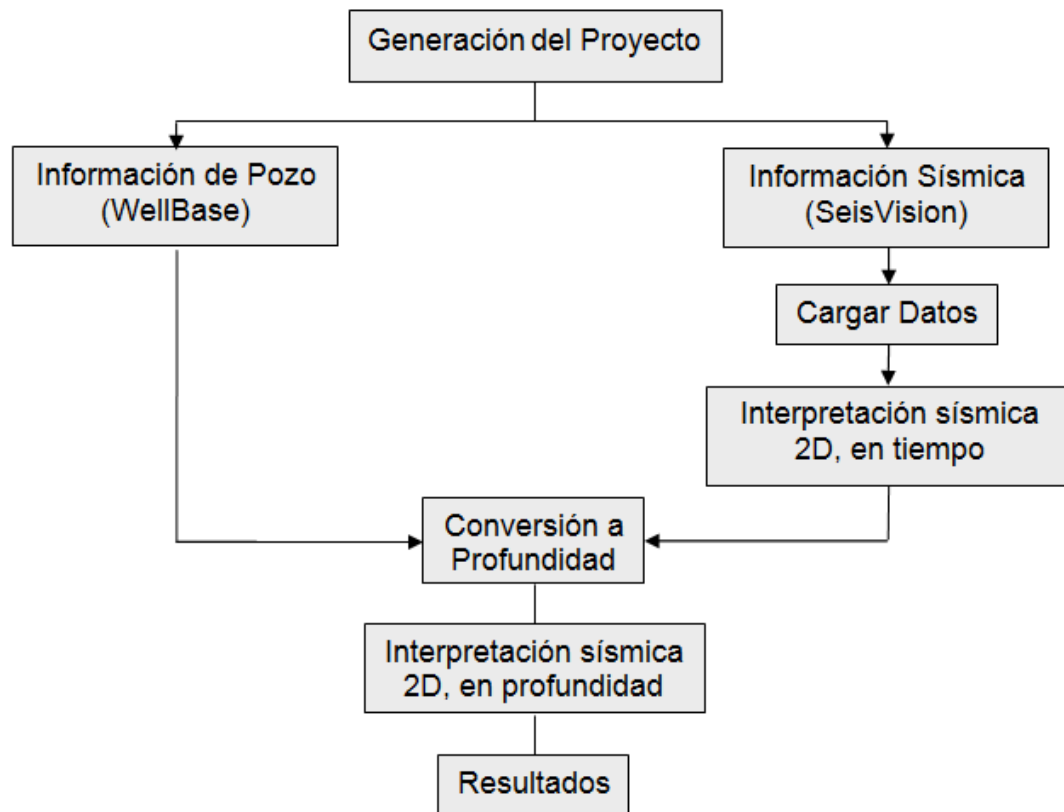 Generación del Proyecto
Información de Pozo
(WellBase)
Información Sísmica
(SeisVision)
Cargar Datos
Interpretación sísmica
2D, en tiempo
Conversión a
Profundidad
Interpretación sísmica
2D, en profundidad
Resultados